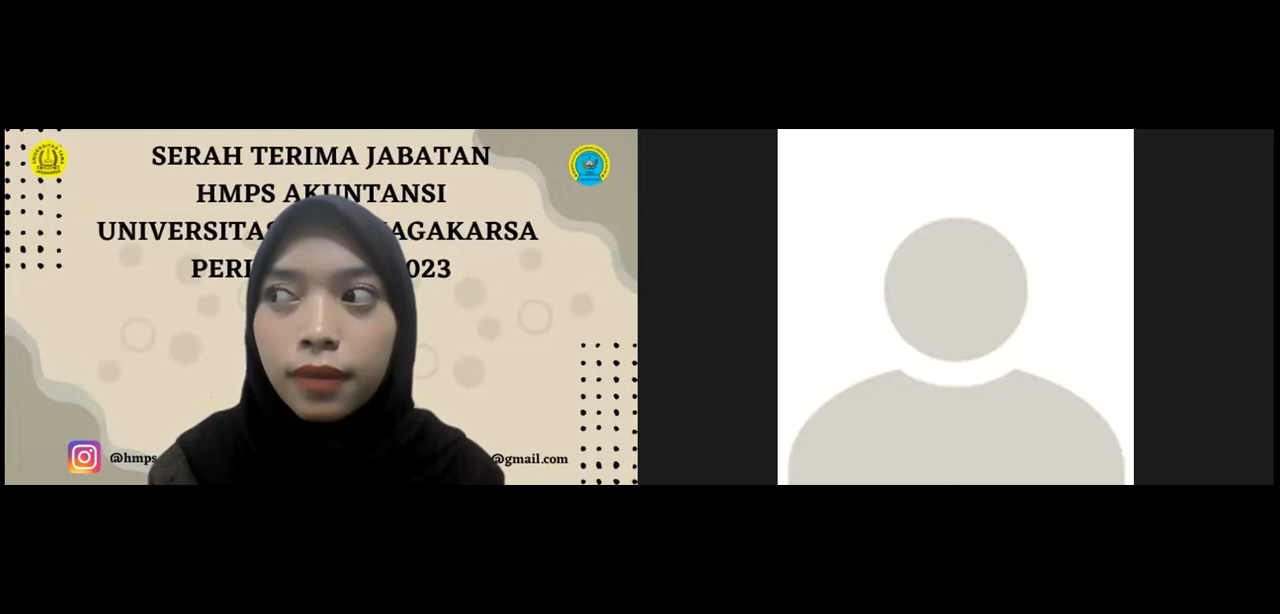 SERAH TERIMA JABATAN
HMPS AKUNTANSI
UNIVERSITAS AGAKARSA
PERI 023
@hmps
@gmail.com